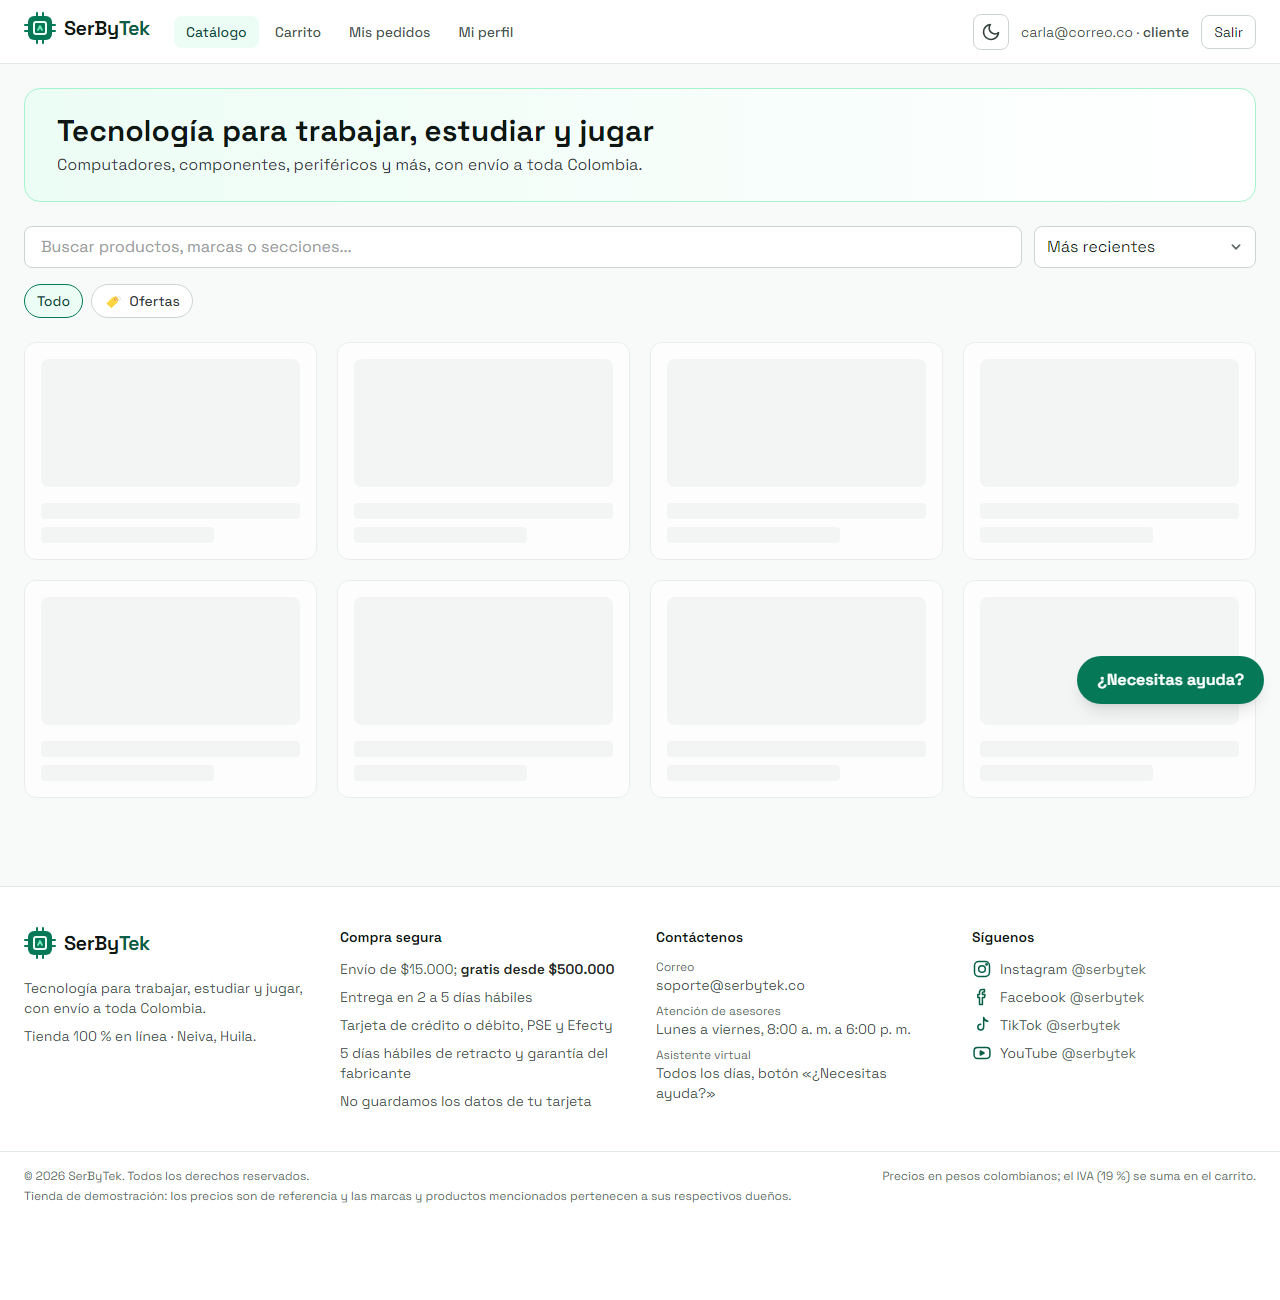 SerByTek
Catálogo
Carrito
Mis pedidos
Mi perfil
carla@correo.co · cliente
Salir
Tecnología para trabajar, estudiar y jugar
Computadores, componentes, periféricos y más, con envío a toda Colombia.
Buscar productos, marcas o secciones...
Más recientes
Todo
Ofertas
¿Necesitas ayuda?
SerByTek
Tecnología para trabajar, estudiar y jugar,
con envío a toda Colombia.
Tienda 100 % en línea · Neiva, Huila.
Compra segura
Envío de $15.000; gratis desde $500.000
Entrega en 2 a 5 días hábiles
Tarjeta de crédito o débito, PSE y Efecty
5 días hábiles de retracto y garantía del
fabricante
No guardamos los datos de tu tarjeta
Contáctenos
Correo
soporte@serbytek.co
Atención de asesores
Lunes a viernes, 8:00 a. m. a 6:00 p. m.
Asistente virtual
Todos los días, botón «¿Necesitas
ayuda?»
Síguenos
Instagram @serbytek
Facebook @serbytek
TikTok @serbytek
YouTube @serbytek
© 2026 SerByTek. Todos los derechos reservados.
Precios en pesos colombianos; el IVA (19 %) se suma en el carrito.
Tienda de demostración: los precios son de referencia y las marcas y productos mencionados pertenecen a sus respectivos dueños.